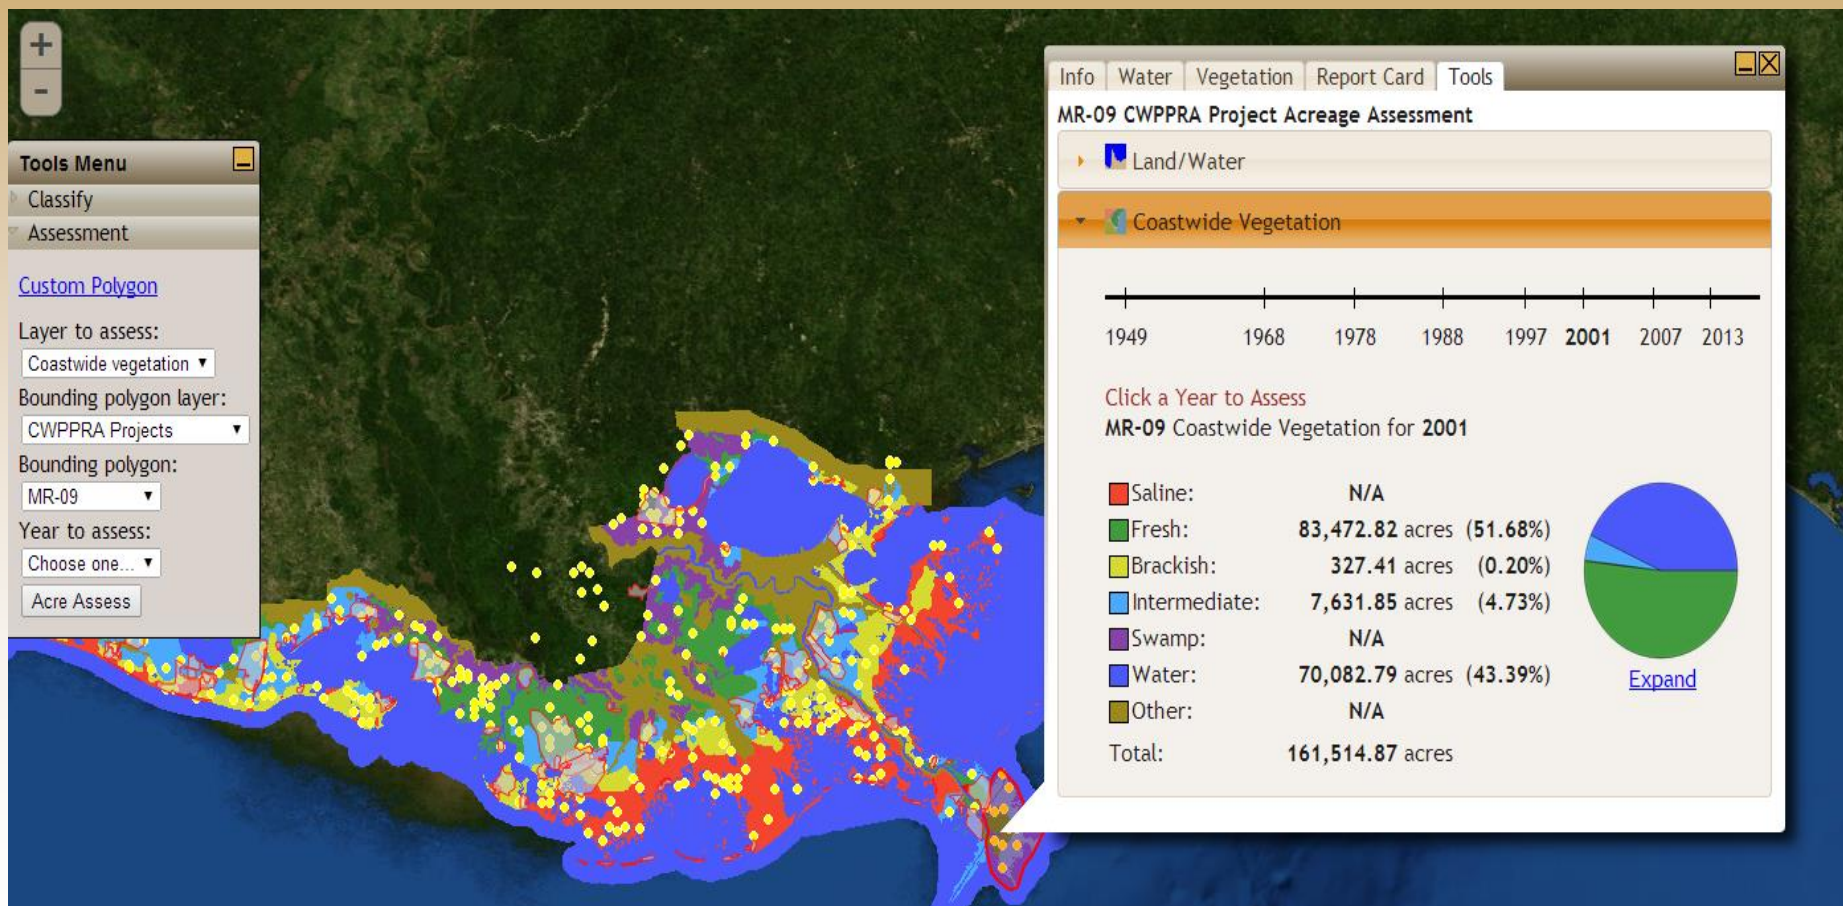 +
-
Tools Menu
Classify
Assessment
Custom Polygon
Layer to assess:
Coastwide vegetation
Bounding polygon layer:
CWPPRA Projects
Bounding polygon:
MR-09
Year to assess:
Choose one...
Acre Assess
Info Water Vegetation Report Card Tools
MR-09 CWPPRA Project Acreage Assessment
Land/Water
Coastwide Vegetation
1949 1968 1978 1988 1997 2001 2007 2013
Click a Year to Assess
MR-09 Coastwide Vegetation for 2001
Saline: N/A
Fresh: 83,472.82 acres (51.68%)
Brackish: 327.41 acres (0.20%)
Intermediate: 7,631.85 acres (4.73%)
Swamp: N/A
Water: 70,082.79 acres (43.39%)
Other: N/A
Total: 161,514.87 acres
Expand